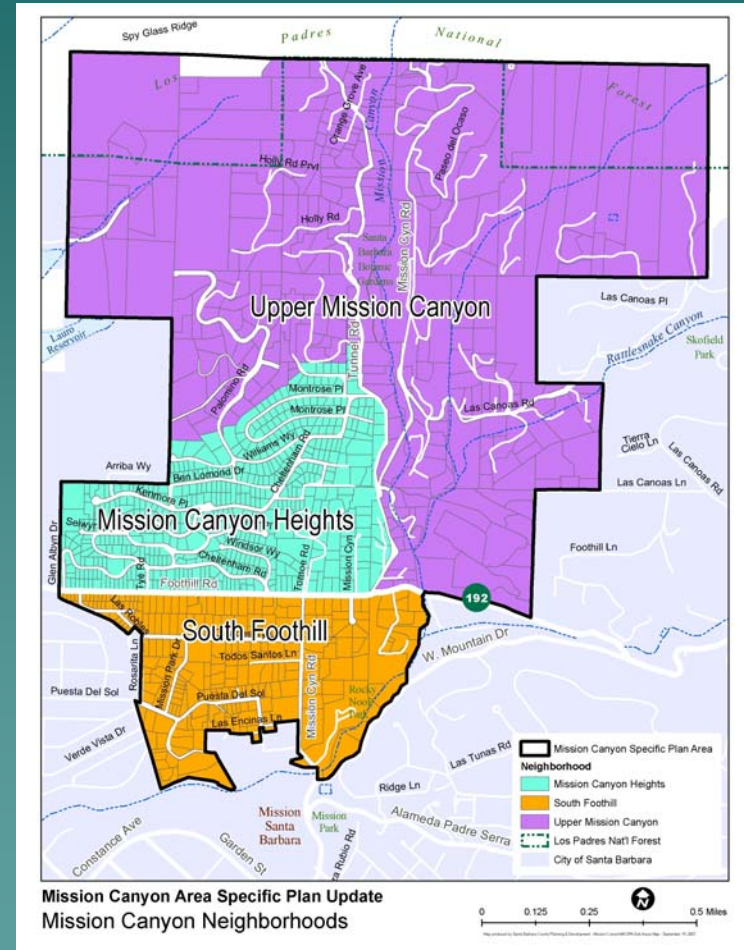 Spy Glass Ridge
Padres
National
Los
Forest
Orange Grove Ave
Canyon
Mission
Paseo del Ocaso
Holly Rd Pzvt
Holly Rd
Mission Cyn Rd
Santa
Barbara
Botanic
Gardens
Upper Mission Canyon
Las Canoas Pl
Lauro
Reservoir
Rattlesnake Canyon
Skofield
Park
Tunnel Rd
Palomino Rd
Montrose Pl
Montrose Pl
Las Canoas Rd
Williams Wy
Cheltenham Rd
Tierra
Cielo Ln
Las Canoas Rd
Arriba Wy
Ben Lomond Dr
Las Canoas Ln
Kenmore Pl
Mission Canyon Heights
Selwyn
Glen Albyn Dr
Windsor Wy
Cheltenham Rd
Tye Rd
Tornoe Rd
Mission Cyn
Foothill Ln
Foothill Rd
192
Las Robles
South Foothill
W. Mountain Dr
Todos Santos Ln
Rosarita Ln
Mission Park Dr
Mission Cyn Rd
Puesta Del Sol
Puesta Del Sol
Rocky
Nook
Park
Las Encinas Ln
Verde Vista Dr
Las Tunas Rd
Ridge Ln
Mission
Santa
Barbara
Mission
Park
Alameda Padre Serra
Constance Ave
Garden St
ra Rubio Rd
Mission Canyon Specific Plan Area
Neighborhood
Mission Canyon Heights
South Foothill
Upper Mission Canyon
Los Padres Nat'l Forest
City of Santa Barbara
Mission Canyon Area Specific Plan Update
Mission Canyon Neighborhoods
N
0 0.125 0.25 0.5 Miles